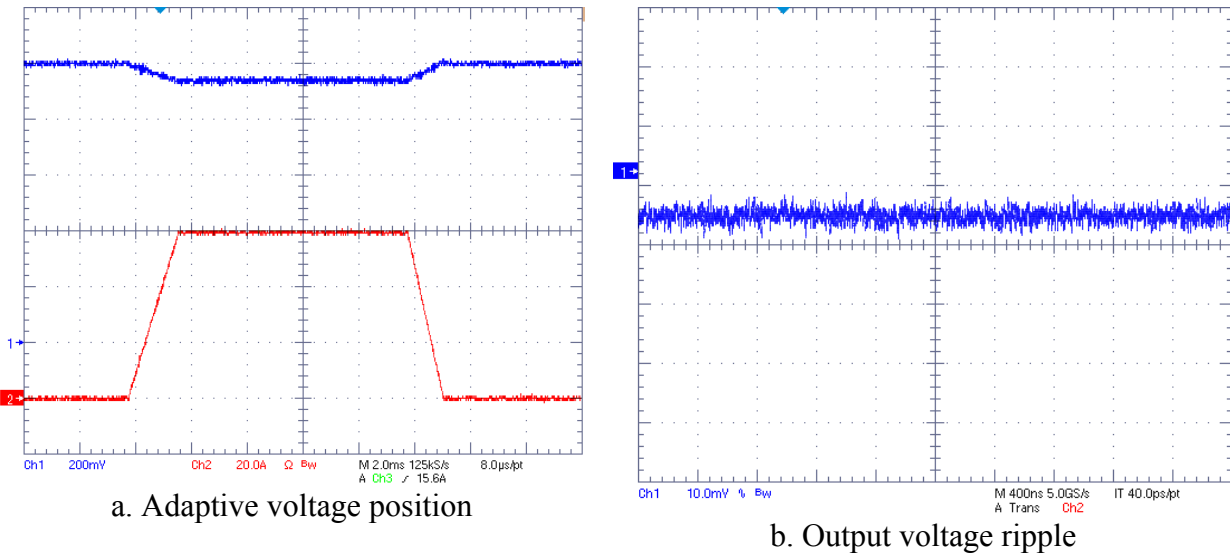 1
2
Ch1 200mV Ch2 20.0A Ω Bw M 2.0ms 125kS/s 8.0µs/pt
A Ch3 ∫ 15.6A
a. Adaptive voltage position
1
Ch1 10.0mV ∿ Bw M 400ns 5.0GS/s IT 40.0ps/pt
A Trans Ch2
b. Output voltage ripple